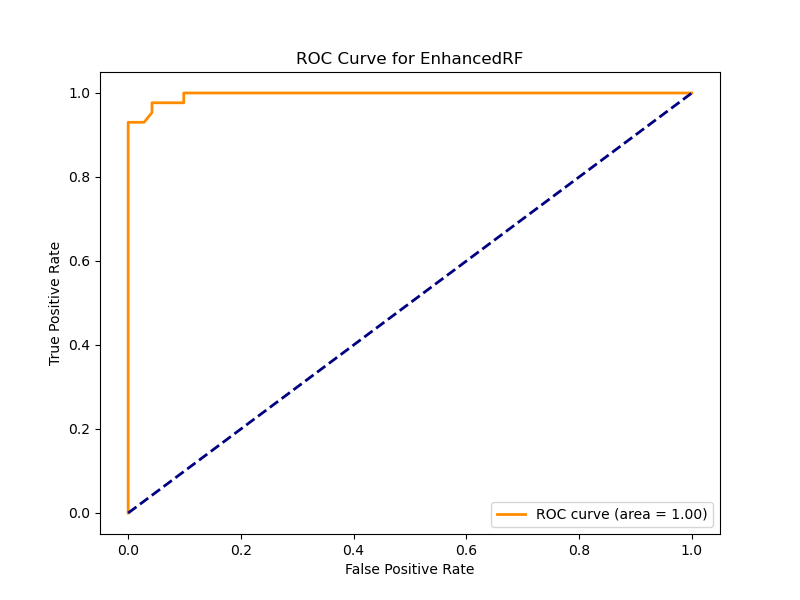 ROC Curve for EnhancedRF
True Positive Rate
1.0
0.8
0.6
0.4
0.2
0.0
ROC curve (area = 1.00)
0.0 0.2 0.4 0.6 0.8 1.0
False Positive Rate